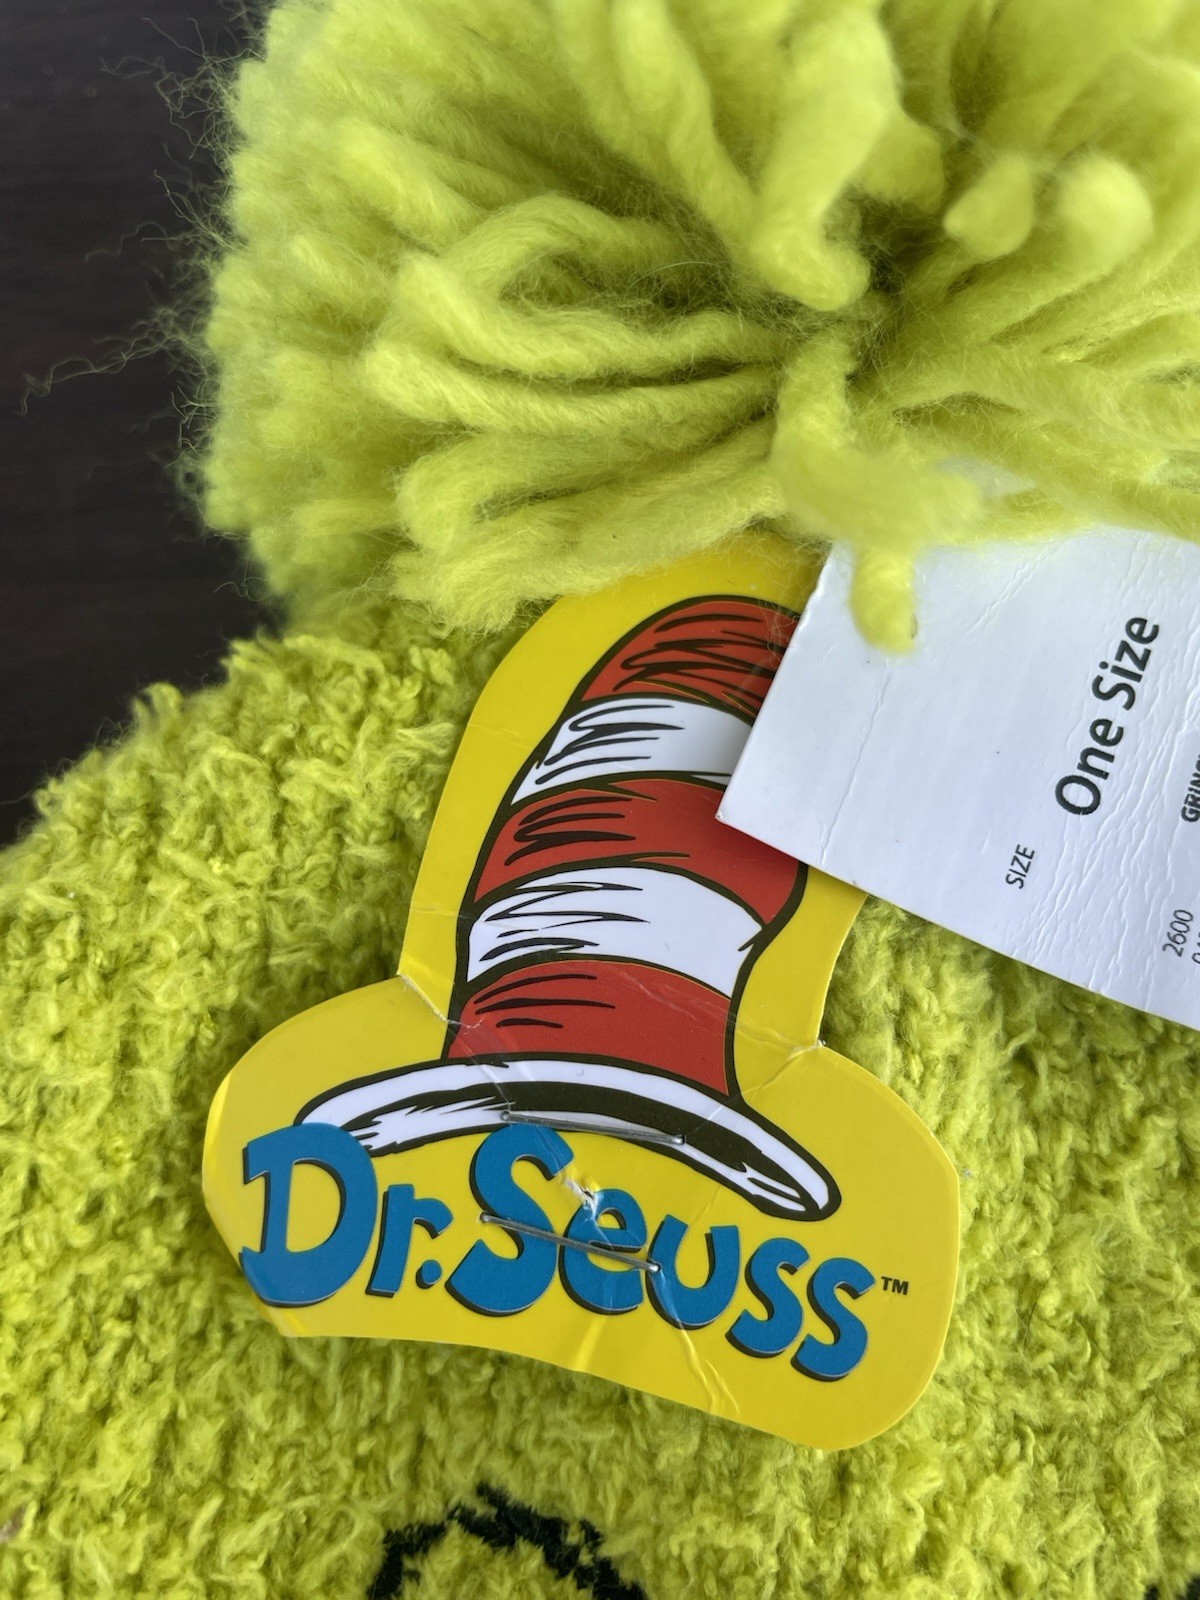 Dr. Seuss™
SIZE
One Size
2600